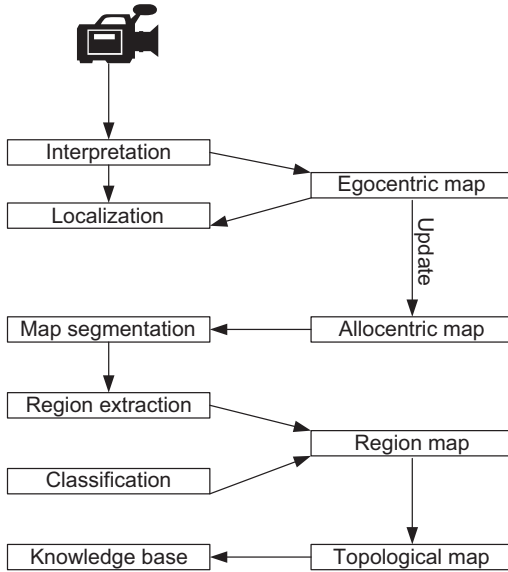 Interpretation
Egocentric map
Localization
Update
Map segmentation
Allocentric map
Region extraction
Region map
Classification
Knowledge base
Topological map